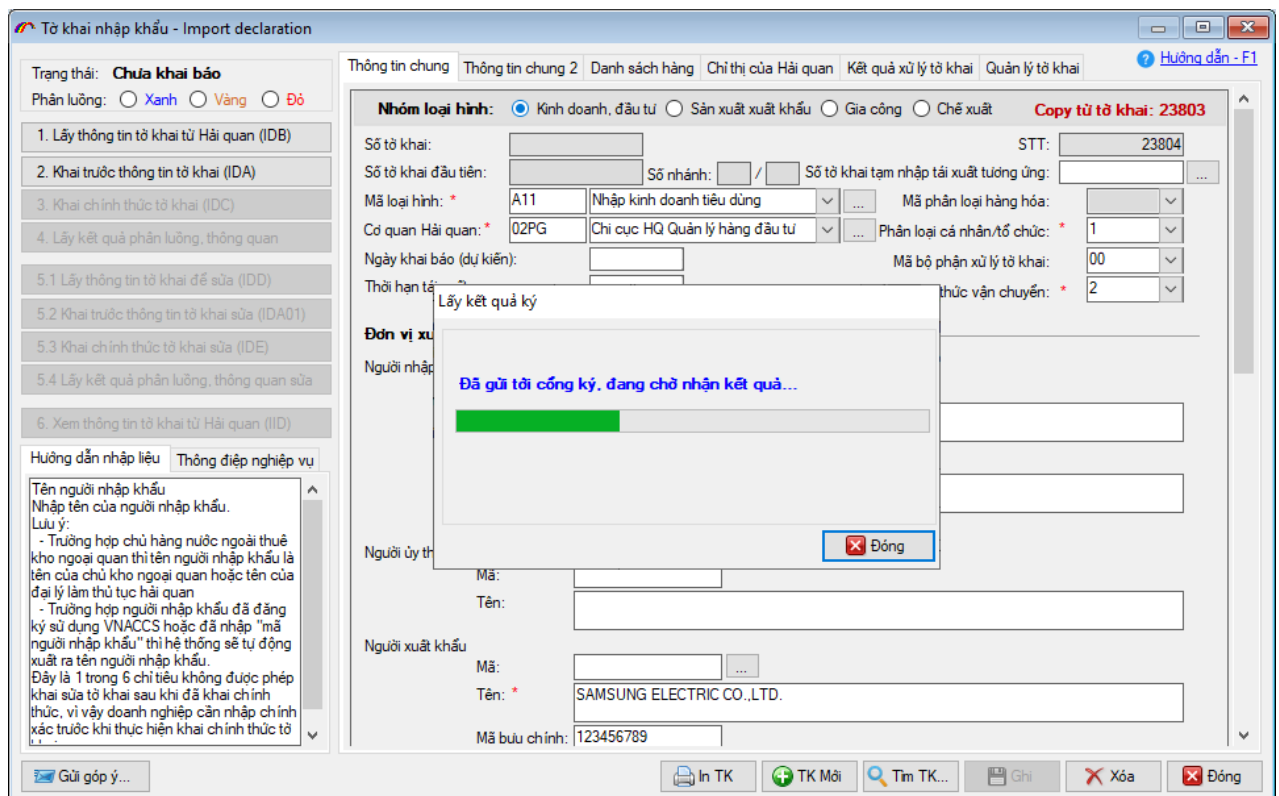 Tờ khai nhập khẩu - Import declaration
Trạng thái: Chưa khai báo
Phân luồng: Xanh Vàng Đỏ
1. Lấy thông tin tờ khai từ Hải quan (IDB)
2. Khai trước thông tin tờ khai (IDA)
3. Khai chính thức tờ khai (IDC)
4. Lấy kết quả phân luồng, thông quan
5.1 Lấy thông tin tờ khai để sửa (IDD)
5.2 Khai trước thông tin tờ khai sửa (IDA01)
5.3 Khai chính thức tờ khai sửa (IDE)
5.4 Lấy kết quả phân luồng, thông quan sửa
6. Xem thông tin tờ khai từ Hải quan (IID)
Hướng dẫn nhập liệu Thông điệp nghiệp vụ
Tên người nhập khẩu
Nhập tên của người nhập khẩu.
Lưu ý:
- Trường hợp chủ hàng nước ngoài thuê
kho ngoại quan thì tên người nhập khẩu là
tên của chủ kho ngoại quan hoặc tên của
đại lý làm thủ tục hải quan
- Trường hợp người nhập khẩu đã đăng
ký sử dụng VNACCS hoặc đã nhập "mã
người nhập khẩu" thì hệ thống sẽ tự động
xuất ra tên người nhập khẩu.
Đây là 1 trong 6 chỉ tiêu không được phép
khai sửa tờ khai sau khi đã khai chính
thức, vì vậy doanh nghiệp cần nhập chính
xác trước khi thực hiện khai chính thức tờ
Thông tin chung Thông tin chung 2 Danh sách hàng Chỉ thị của Hải quan Kết quả xử lý tờ khai Quản lý tờ khai
Hướng dẫn - F1
Nhóm loại hình: Kinh doanh, đầu tư Sản xuất xuất khẩu Gia công Chế xuất Copy từ tờ khai: 23803
Số tờ khai: STT: 23804
Số tờ khai đầu tiên: Số nhánh: / Số tờ khai tạm nhập tái xuất tương ứng: ...
Mã loại hình: * A11 Nhập kinh doanh tiêu dùng ... Mã phân loại hàng hóa:
Cơ quan Hải quan: * 02PG Chi cục HQ Quản lý hàng đầu tư ... Phân loại cá nhân/tổ chức: * 1
Ngày khai báo (dự kiến): Mã bộ phận xử lý tờ khai: 00
Thời hạn thức vận chuyển: * 2
Lấy kết quả ký
Đơn vị
Người nhập
Đã gửi tới cổng ký, đang chờ nhận kết quả...
Đóng
Người ủy
Mã:
Tên:
Người xuất khẩu
Mã: ...
Tên: * SAMSUNG ELECTRIC CO.,LTD.
Mã bưu chính: 123456789
Gửi góp ý... In TK TK Mới Tìm TK... Ghi Xóa Đóng